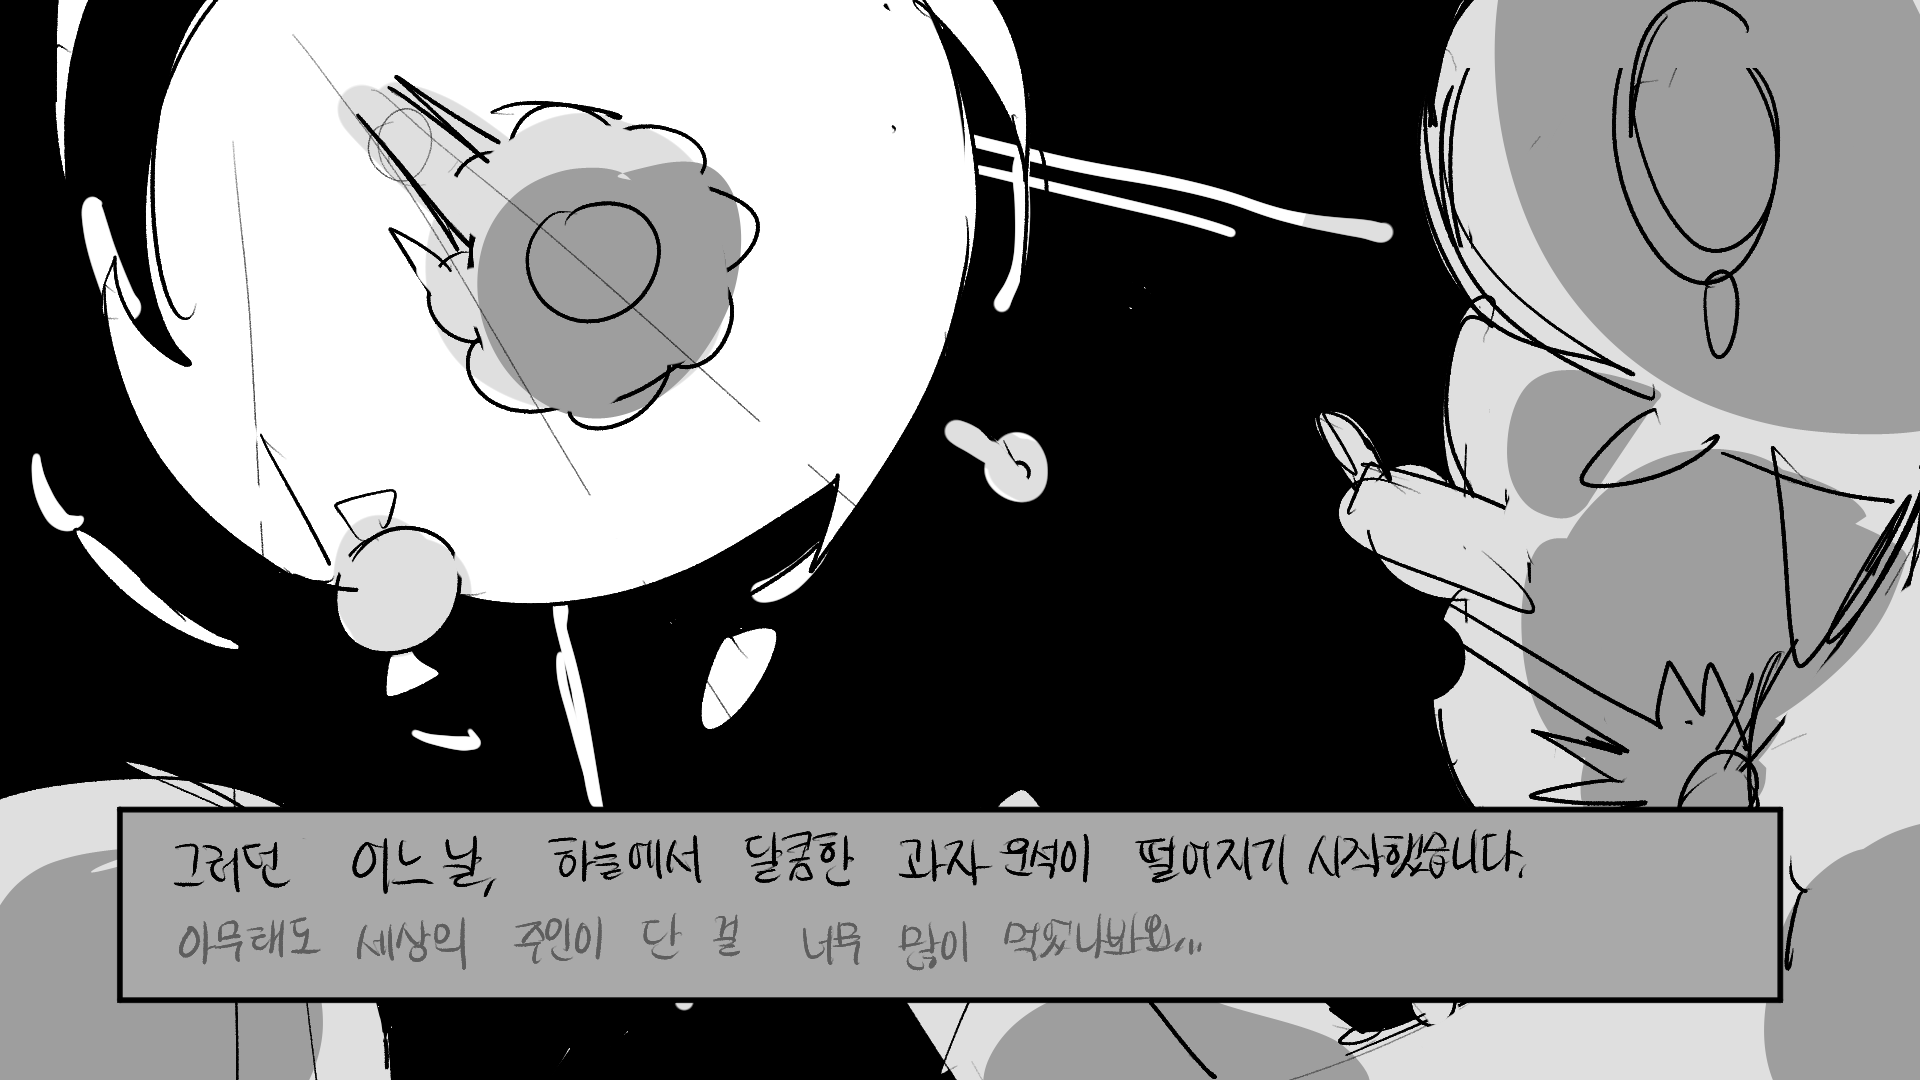 그러던 어느 날, 하늘에서 달콤한 과자 운석이 떨어지기 시작했습니다.
아무래도 세상의 주인이 단 걸 너무 많이 먹었나봐요...